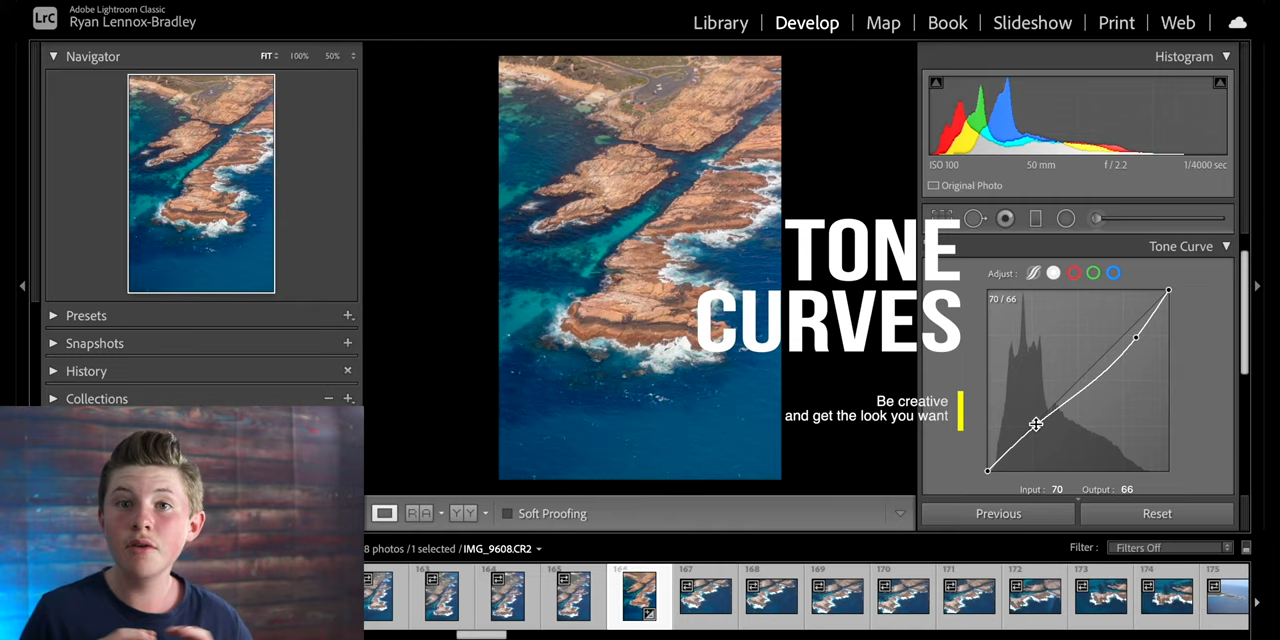 LrC
Adobe Lightroom Classic
Ryan Lennox-Bradley
Library | Develop | Map | Book | Slideshow | Print | Web |
Navigator
FIT 100% 50%
Histogram
ISO 100 50 mm f / 2.2 1/4000 sec
Original Photo
Tone Curve
Adjust :
70 / 66
TONE
CURVES
Be creative
and get the look you want
Presets
Snapshots
History
Collections
Input : 70 Output : 66
R A Y Y Soft Proofing
Previous Reset
8 photos / 1 selected / IMG_9608.CR2
Filter : Filters Off
163 164 165 167 168 169 170 171 172 173 174 175